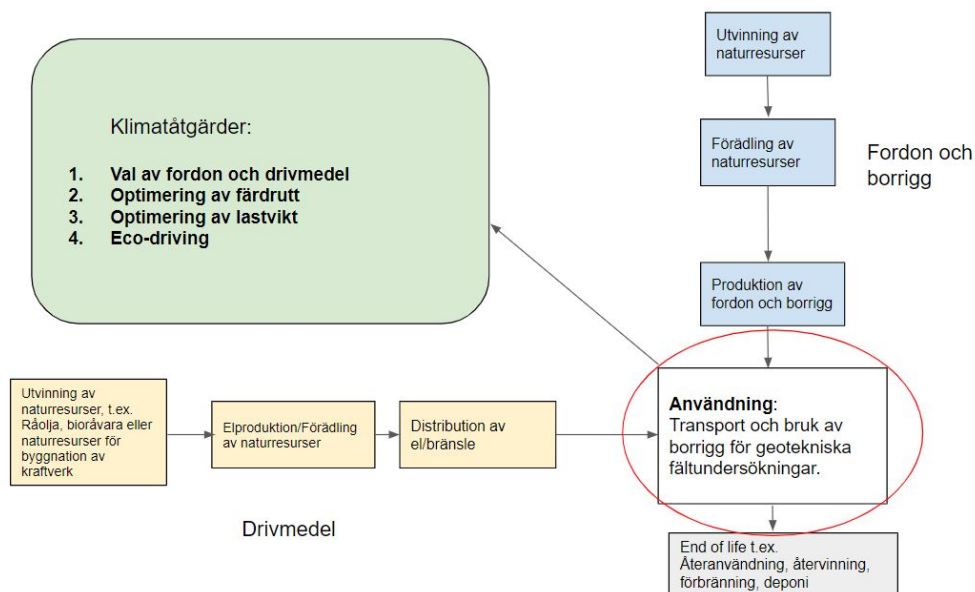 Utvinning av
naturresurser
Klimatåtgärder:
1. Val av fordon och drivmedel
2. Optimering av färdrutt
3. Optimering av lastvikt
4. Eco-driving
Förädling av
naturresurser
Fordon och
borrigg
Produktion av
fordon och borrigg
Utvinning av
naturresurser, t.ex.
Råolja, bioråvara eller
naturresurser för
byggnation av
kraftverk
Elproduktion/Förädling
av naturresurser
Distribution av
el/bränsle
Användning:
Transport och bruk av
borrigg för geotekniska
fältundersökningar.
Drivmedel
End of life t.ex.
Återanvändning, återvinning,
förbränning, deponi